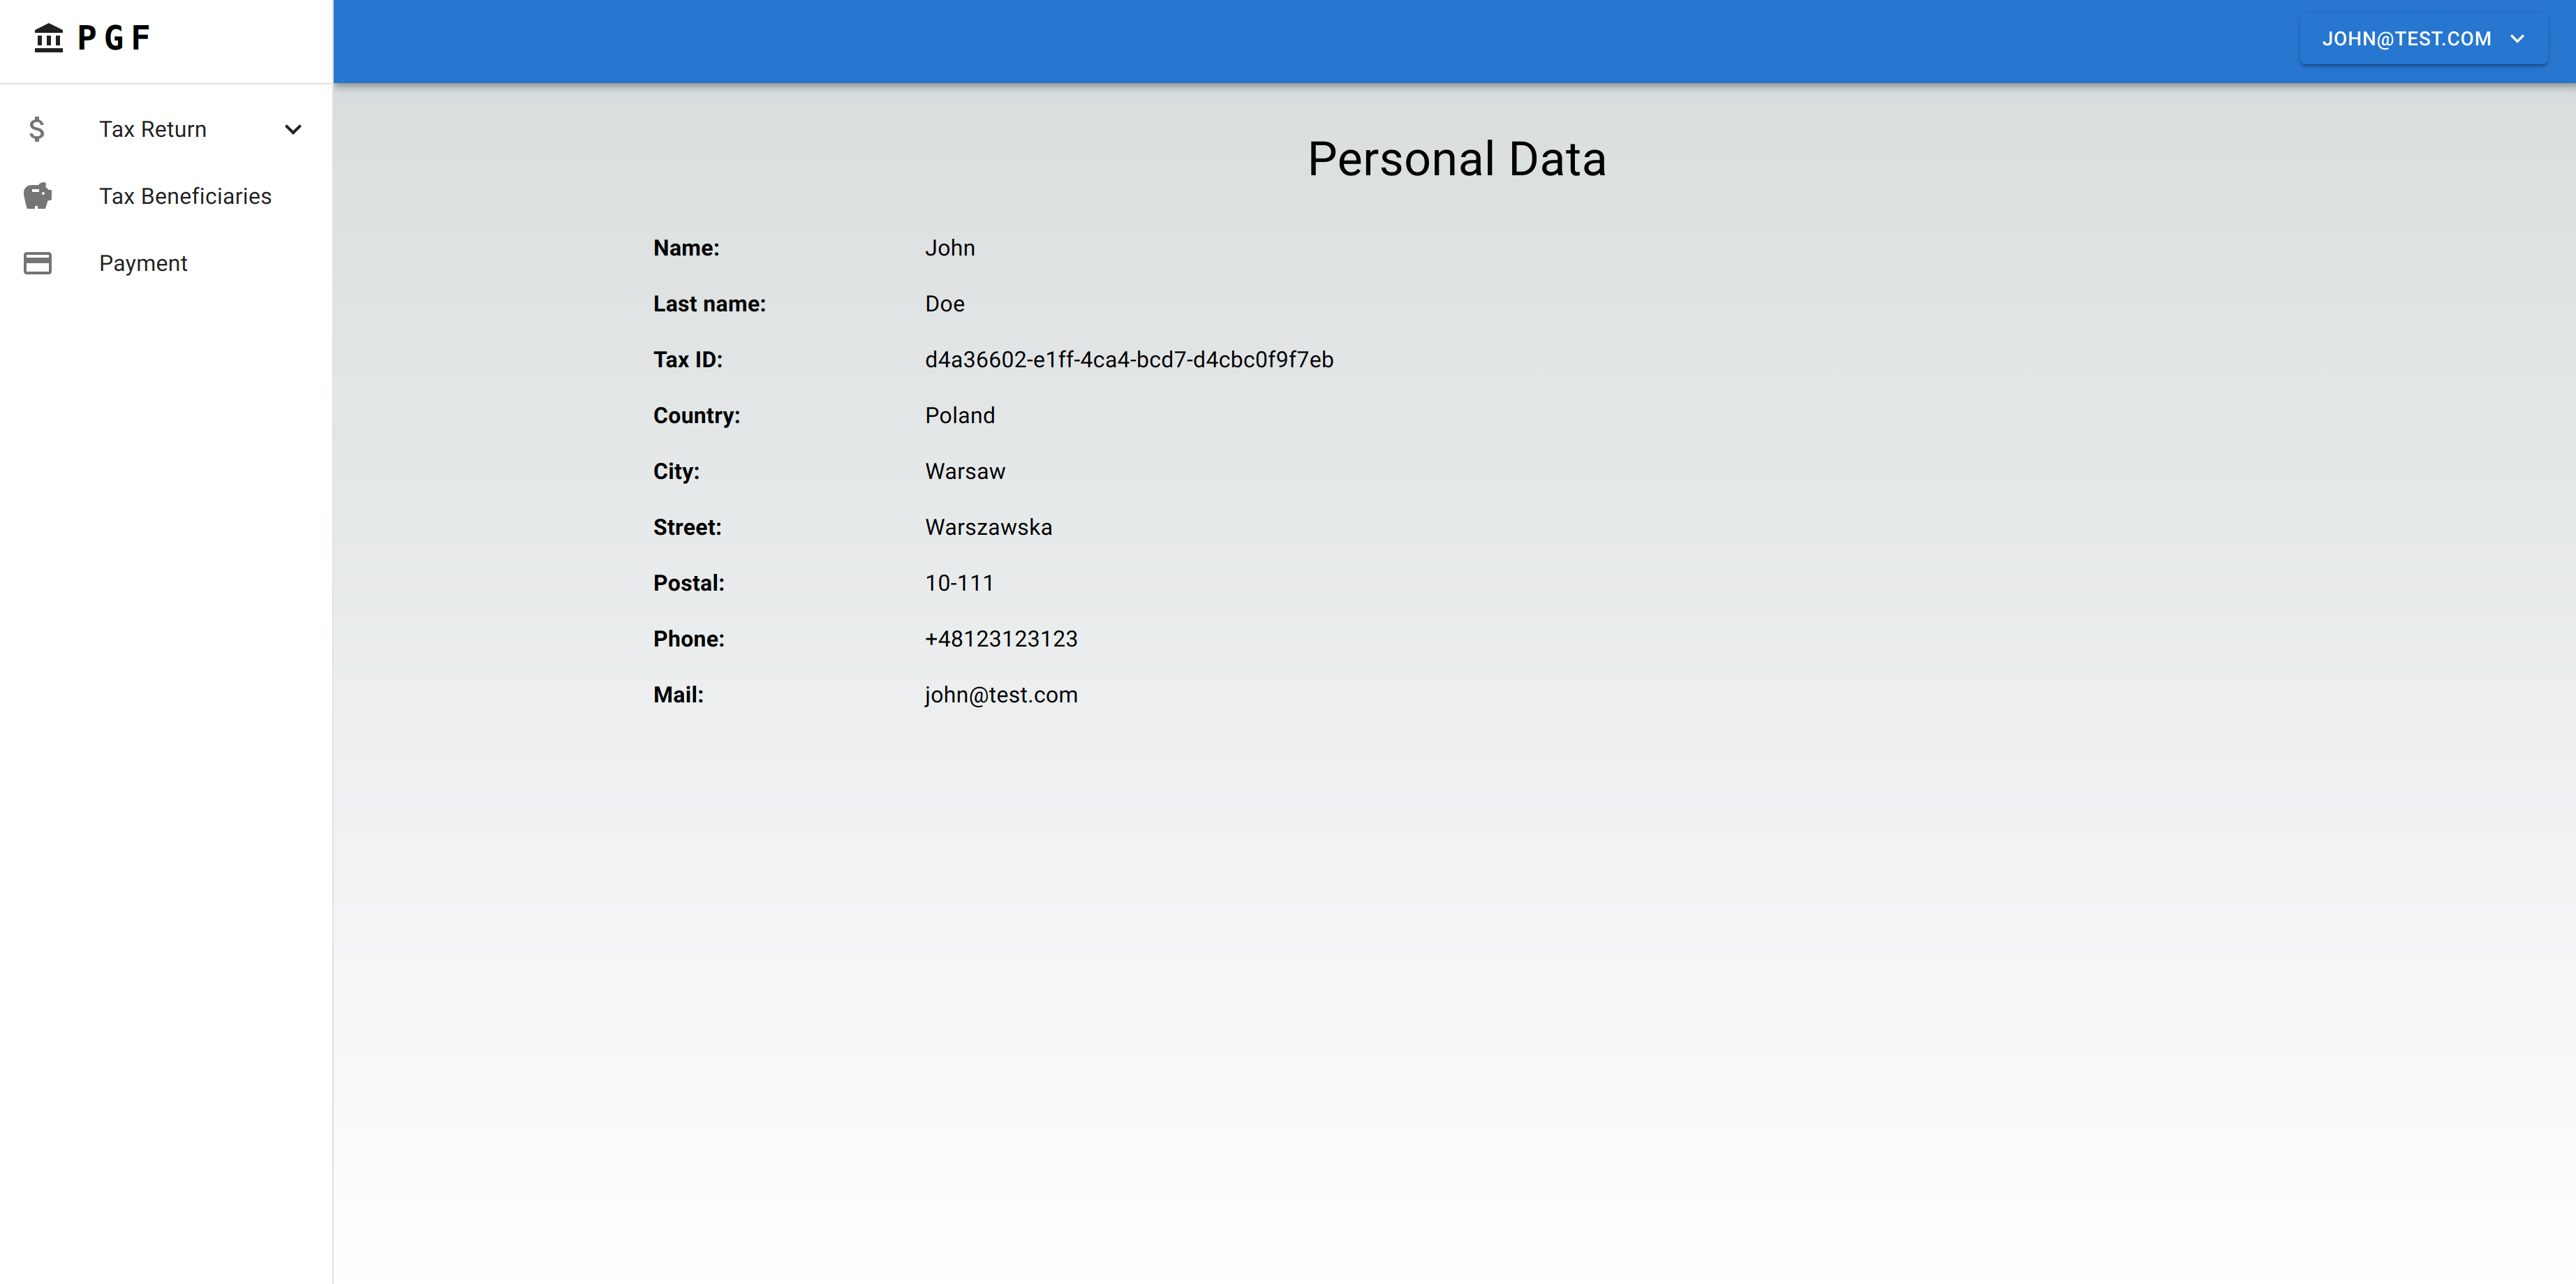 PGF
JOHN@TEST.COM
Tax Return
Tax Beneficiaries
Payment
Personal Data
Name: John
Last name: Doe
Tax ID: d4a36602-e1ff-4ca4-bcd7-d4cbc0f9f7eb
Country: Poland
City: Warsaw
Street: Warszawska
Postal: 10-111
Phone: +48123123123
Mail: john@test.com